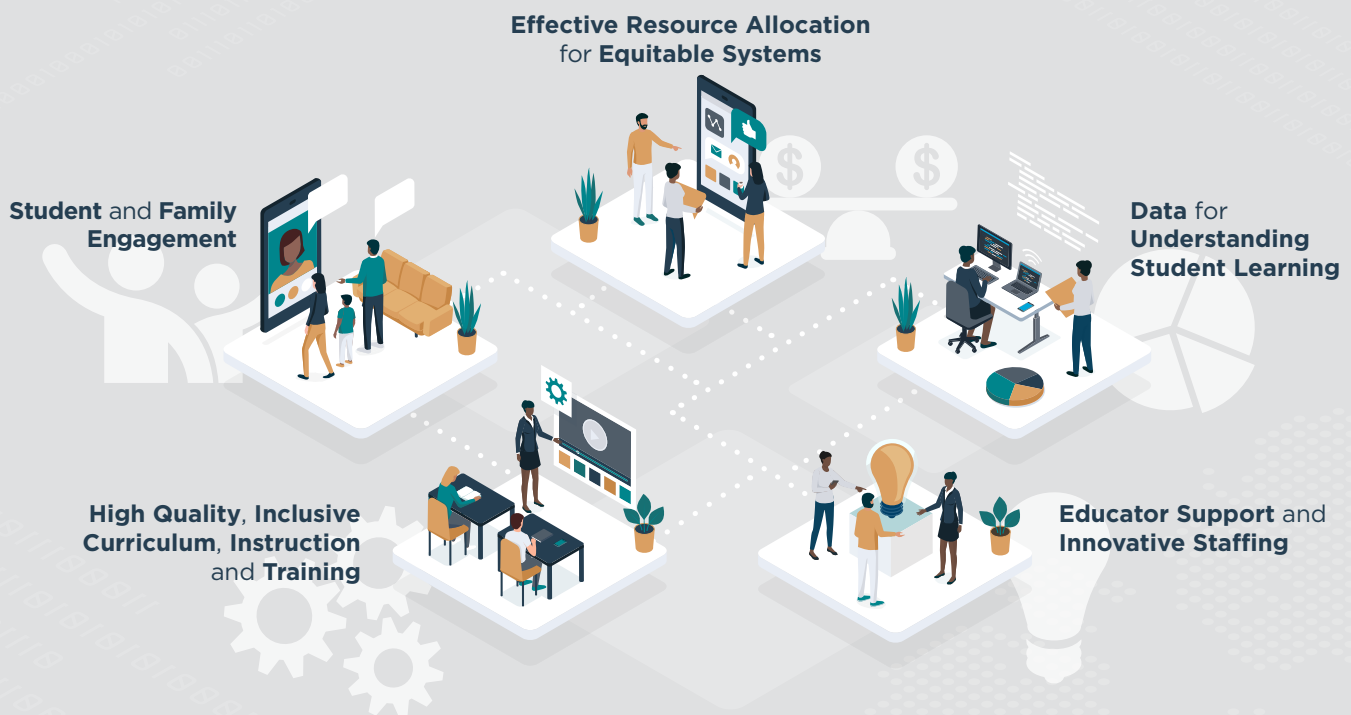 Effective Resource Allocation
for Equitable Systems
Student and Family
Engagement
Data for
Understanding
Student Learning
High Quality, Inclusive
Curriculum, Instruction
and Training
Educator Support and
Innovative Staffing
$ $